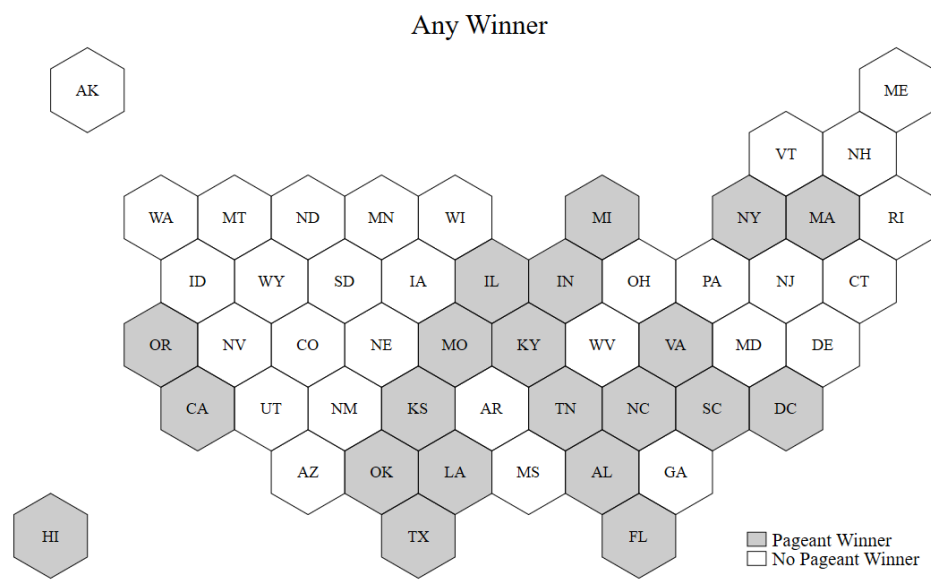 Any Winner
AK
ME
VT NH
WA MT ND MN WI MI NY MA RI
ID WY SD IA IL IN OH PA NJ CT
OR NV CO NE MO KY WV VA MD DE
CA UT NM KS AR TN NC SC DC
AZ OK LA MS AL GA
HI TX FL
Pageant Winner
No Pageant Winner